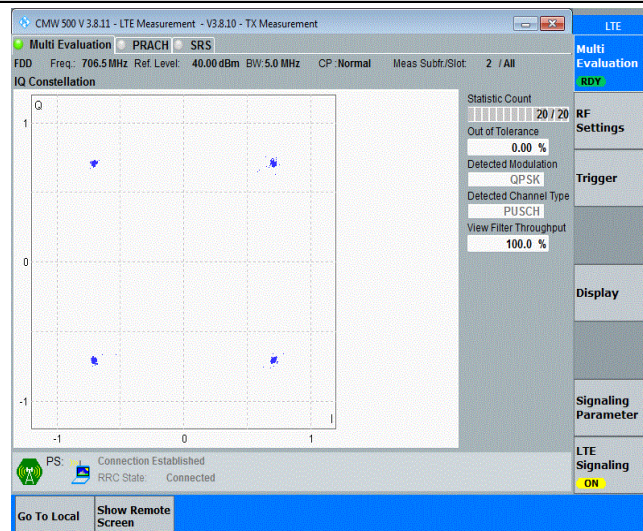 CMW 500 V 3.8.11 - LTE Measurement - V3.8.10 - TX Measurement
LTE
Multi Evaluation PRACH SRS
FDD Freq.: 706.5 MHz Ref. Level: 40.00 dBm BW: 5.0 MHz CP: Normal Meas Subfr./Slot: 2 / All
IQ Constellation
Q
1
0
-1
-1 0 1
I
Statistic Count
20 / 20
Out of Tolerance
0.00 %
Detected Modulation
QPSK
Detected Channel Type
PUSCH
View Filter Throughput
100.0 %
Multi
Evaluation
RDY
RF
Settings
Trigger
Display
Signaling
Parameter
LTE
Signaling
ON
PS: Connection Established
RRC State: Connected
Go To Local
Show Remote
Screen